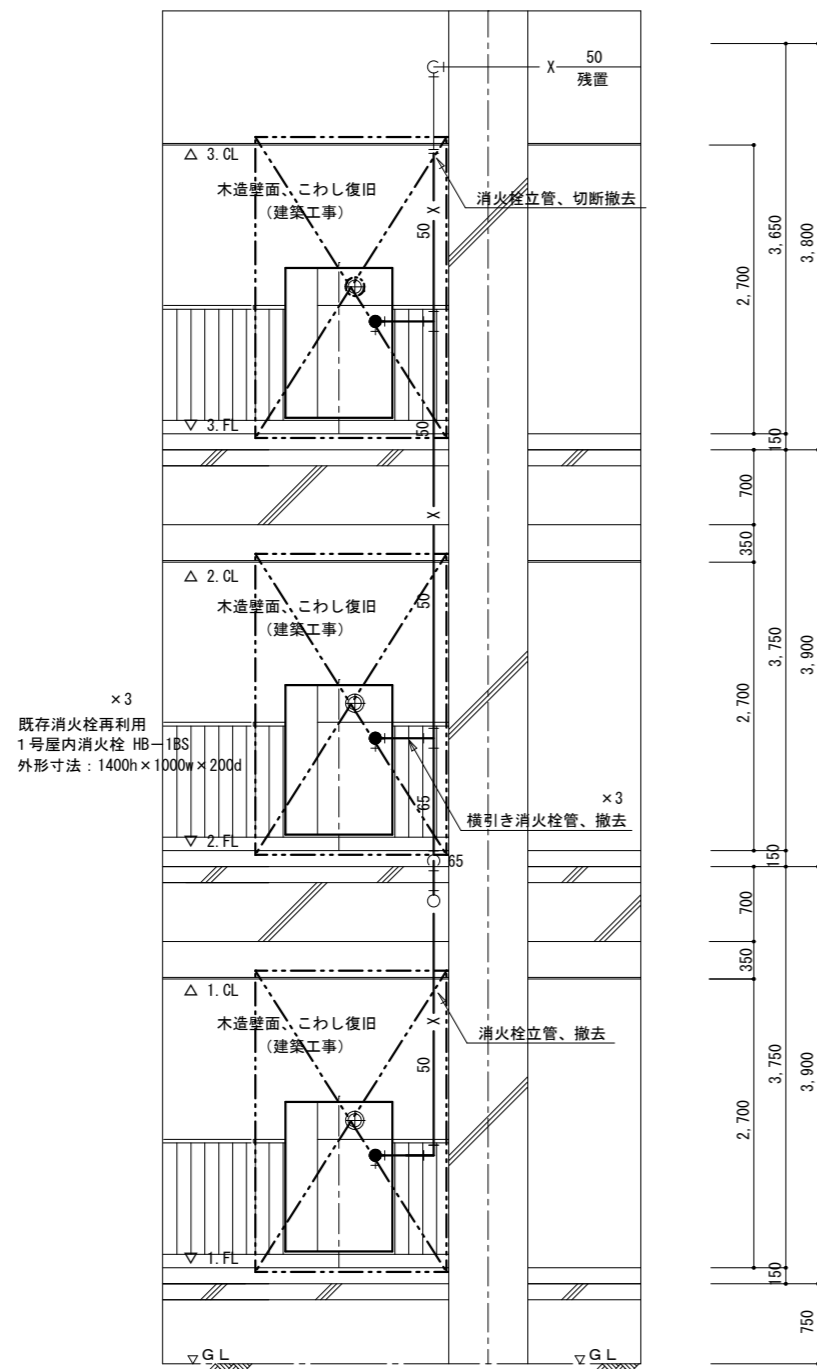 50
残置
△ 3.CL
木造壁面、こわし復旧
(建築工事)
消火栓立管、切断撤去
X
X
50
3,650
3,800
2,700
▽ 3.FL
50
150
700
X
350
△ 2.CL
木造壁面、こわし復旧
(建築工事)
50
3,750
3,900
2,700
×3
既存消火栓再利用
1号屋内消火栓 HB-1BS
外形寸法：1400h×1000w×200d
65
×3
横引き消火栓管、撤去
▽ 2.FL
65
150
700
350
△ 1.CL
木造壁面、こわし復旧
(建築工事)
X
消火栓立管、撤去
50
3,750
3,900
2,700
▽ 1.FL
150
750
▽GL
▽GL